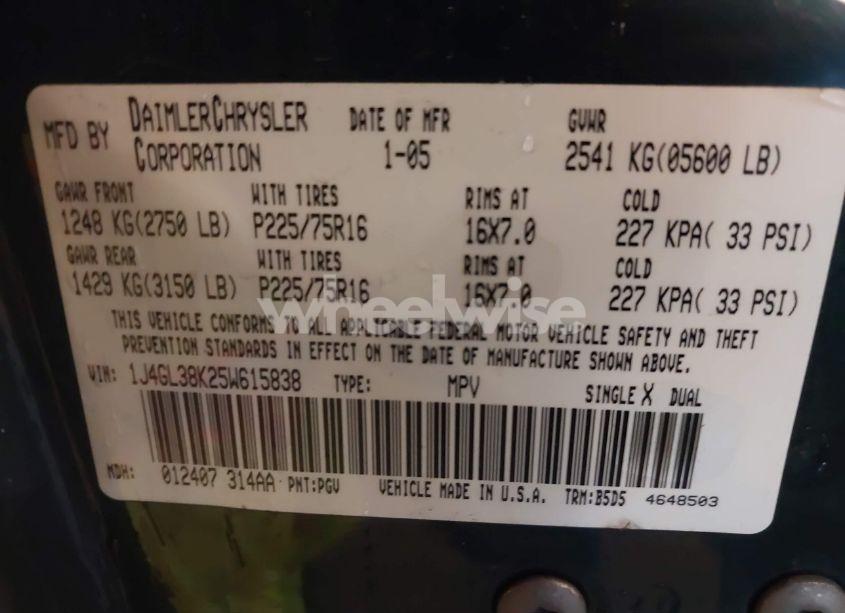 MFD BY DAIMLERCHRYSLER CORPORATION DATE OF MFR 1-05 GVWR 2541 KG(05600 LB)
GAWR FRONT WITH TIRES RIMS AT COLD
1248 KG(2750 LB) P225/75R16 16X7.0 227 KPA( 33 PSI)
GAWR REAR WITH TIRES RIMS AT COLD
1429 KG(3150 LB) P225/75R16 16X7.0 227 KPA( 33 PSI)
wheelwise
THIS VEHICLE CONFORMS TO ALL APPLICABLE FEDERAL MOTOR VEHICLE SAFETY AND THEFT
PREVENTION STANDARDS IN EFFECT ON THE DATE OF MANUFACTURE SHOWN ABOVE.
VIN: 1J4GL38K25W615838 TYPE: MPV SINGLE X DUAL
MDH: 012407 314AA PNT:PGV VEHICLE MADE IN U.S.A. TRM:B5D5 4648503